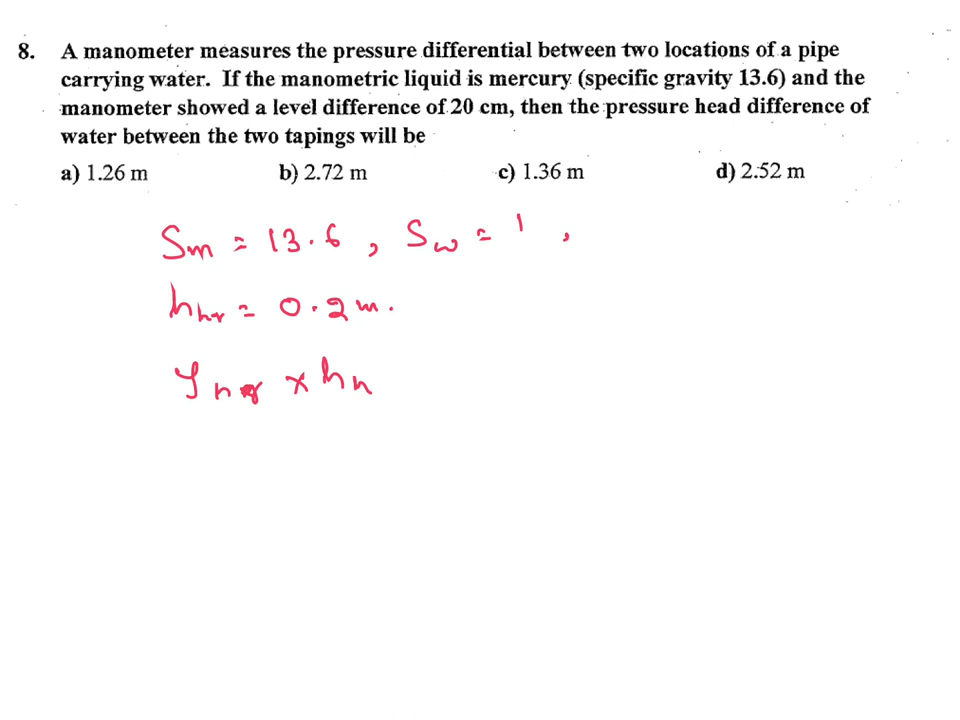 8. A manometer measures the pressure differential between two locations of a pipe
carrying water. If the manometric liquid is mercury (specific gravity 13.6) and the
manometer showed a level difference of 20 cm, then the pressure head difference of
water between the two tapings will be
a) 1.26 m b) 2.72 m c) 1.36 m d) 2.52 m
Sm = 13.6, Sw = 1,
= 0.2 m.